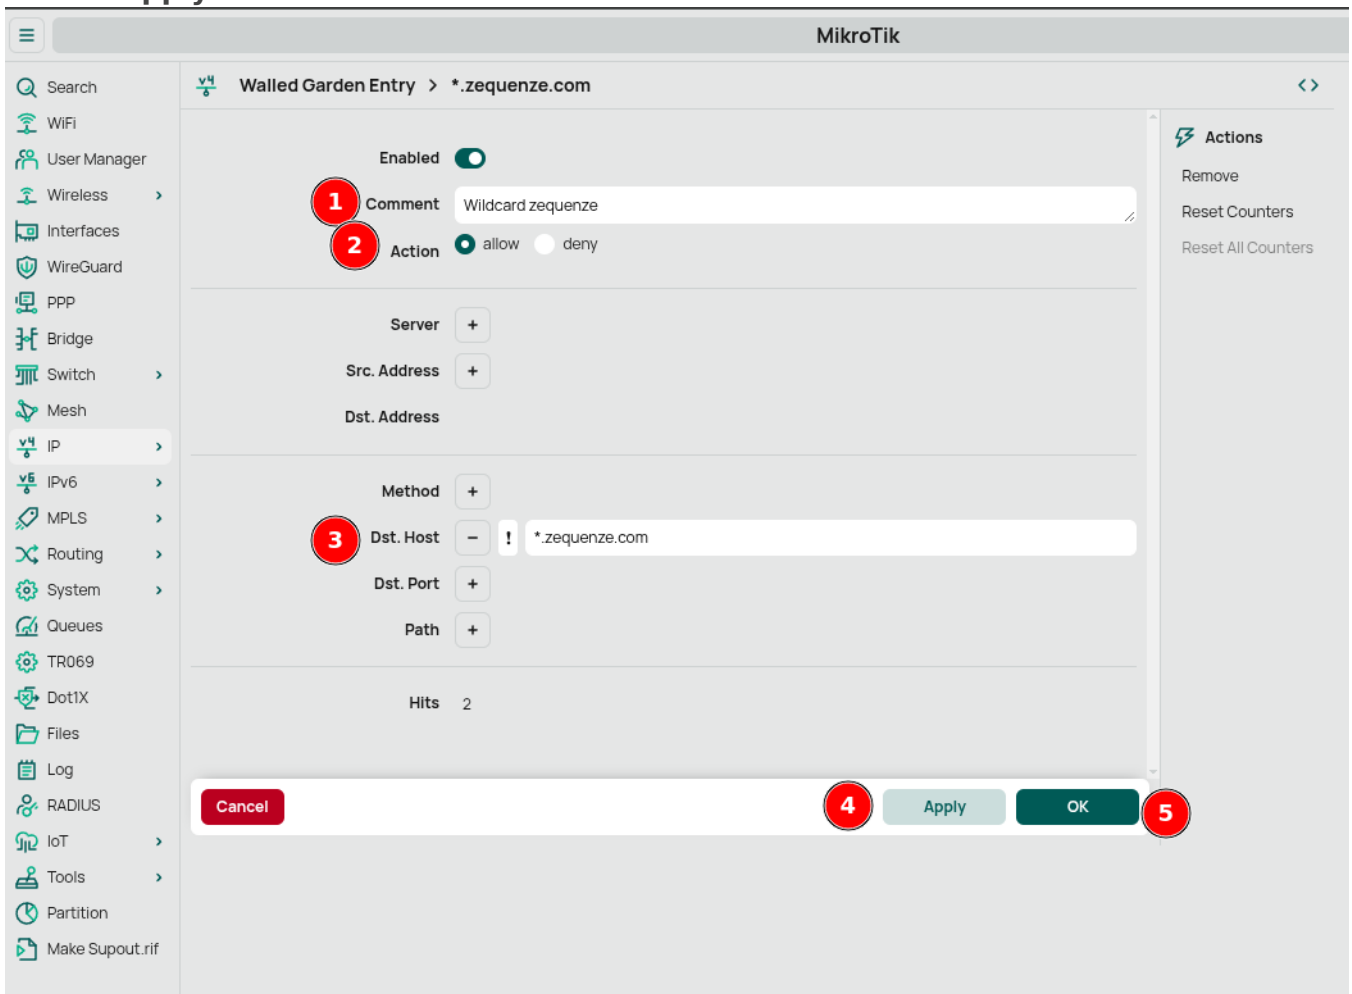 MikroTik
Search
WiFi
User Manager
Wireless
Interfaces
WireGuard
PPP
Bridge
Switch
Mesh
v4 IP
v6 IPv6
MPLS
Routing
System
Queues
TR069
Dot1X
Files
Log
RADIUS
IoT
Tools
Partition
Make Supout.rif
v4 Walled Garden Entry > *.zequenze.com <>
Enabled
1 Comment Wildcard zequenze
2 Action allow deny
Server +
Src. Address +
Dst. Address
Method +
3 Dst. Host - ! *.zequenze.com
Dst. Port +
Path +
Hits 2
Cancel 4 Apply OK 5
Actions
Remove
Reset Counters
Reset All Counters